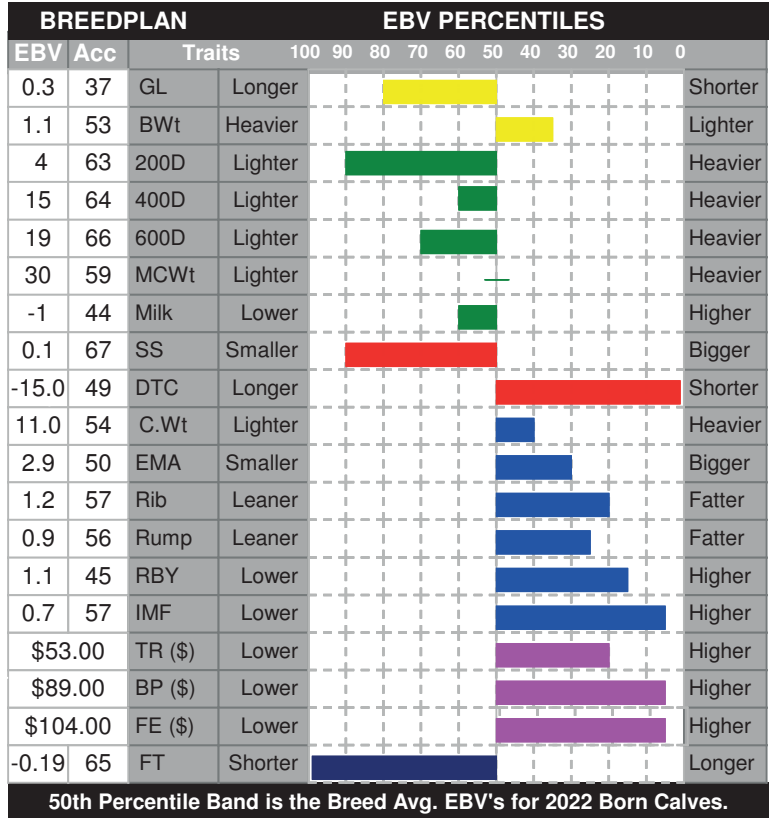 BREEDPLAN EBV PERCENTILES
EBV Acc Traits 100 90 80 60 50 40 30 20 10 0
0.3 37 GL Longer Shorter
1.1 53 BWt Heavier Lighter
4 63 200D Lighter Heavier
15 64 400D Lighter Heavier
19 66 600D Lighter Heavier
30 59 MCWt Lighter Heavier
-1 44 Milk Lower Higher
0.1 67 SS Smaller Bigger
-15.0 49 DTC Longer Shorter
11.0 54 C.Wt Lighter Heavier
2.9 50 EMA Smaller Bigger
1.2 57 Rib Leaner Fatter
0.9 56 Rump Leaner Fatter
1.1 45 RBY Lower Higher
0.7 57 IMF Lower Higher
$53.00 TR ($) Lower Higher
$89.00 BP ($) Lower Higher
$104.00 FE ($) Lower Higher
-0.19 65 FT Shorter Longer
50th Percentile Band is the Breed Avg. EBV's for 2022 Born Calves.